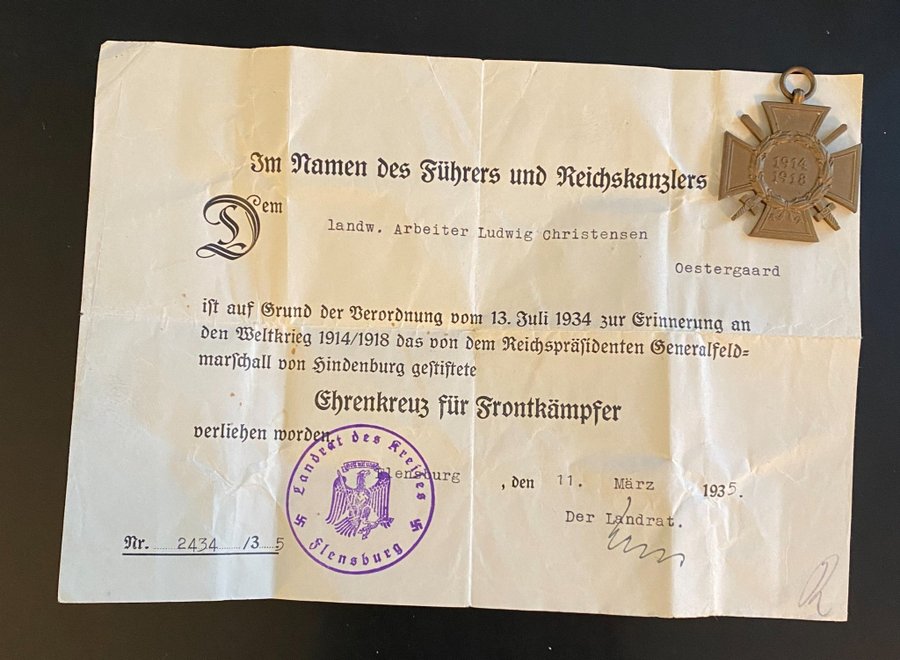 Im Namen des Führers und Reichskanzlers
Dem
landw. Arbeiter Ludwig Christensen
Oestergaard
ist auf Grund der Verordnung vom 13. Juli 1934 zur Erinnerung an
den Weltkrieg 1914/1918 das von dem Reichspräsidenten Generalfeld=
marschall von Hindenburg gestiftete
Ehrenkreuz für Frontkämpfer
verliehen worden.
Flensburg, den 11. März 1935.
Der Landrat.
Nr. 2434/35
Landrat des Kreises
Flensburg
1914
1918